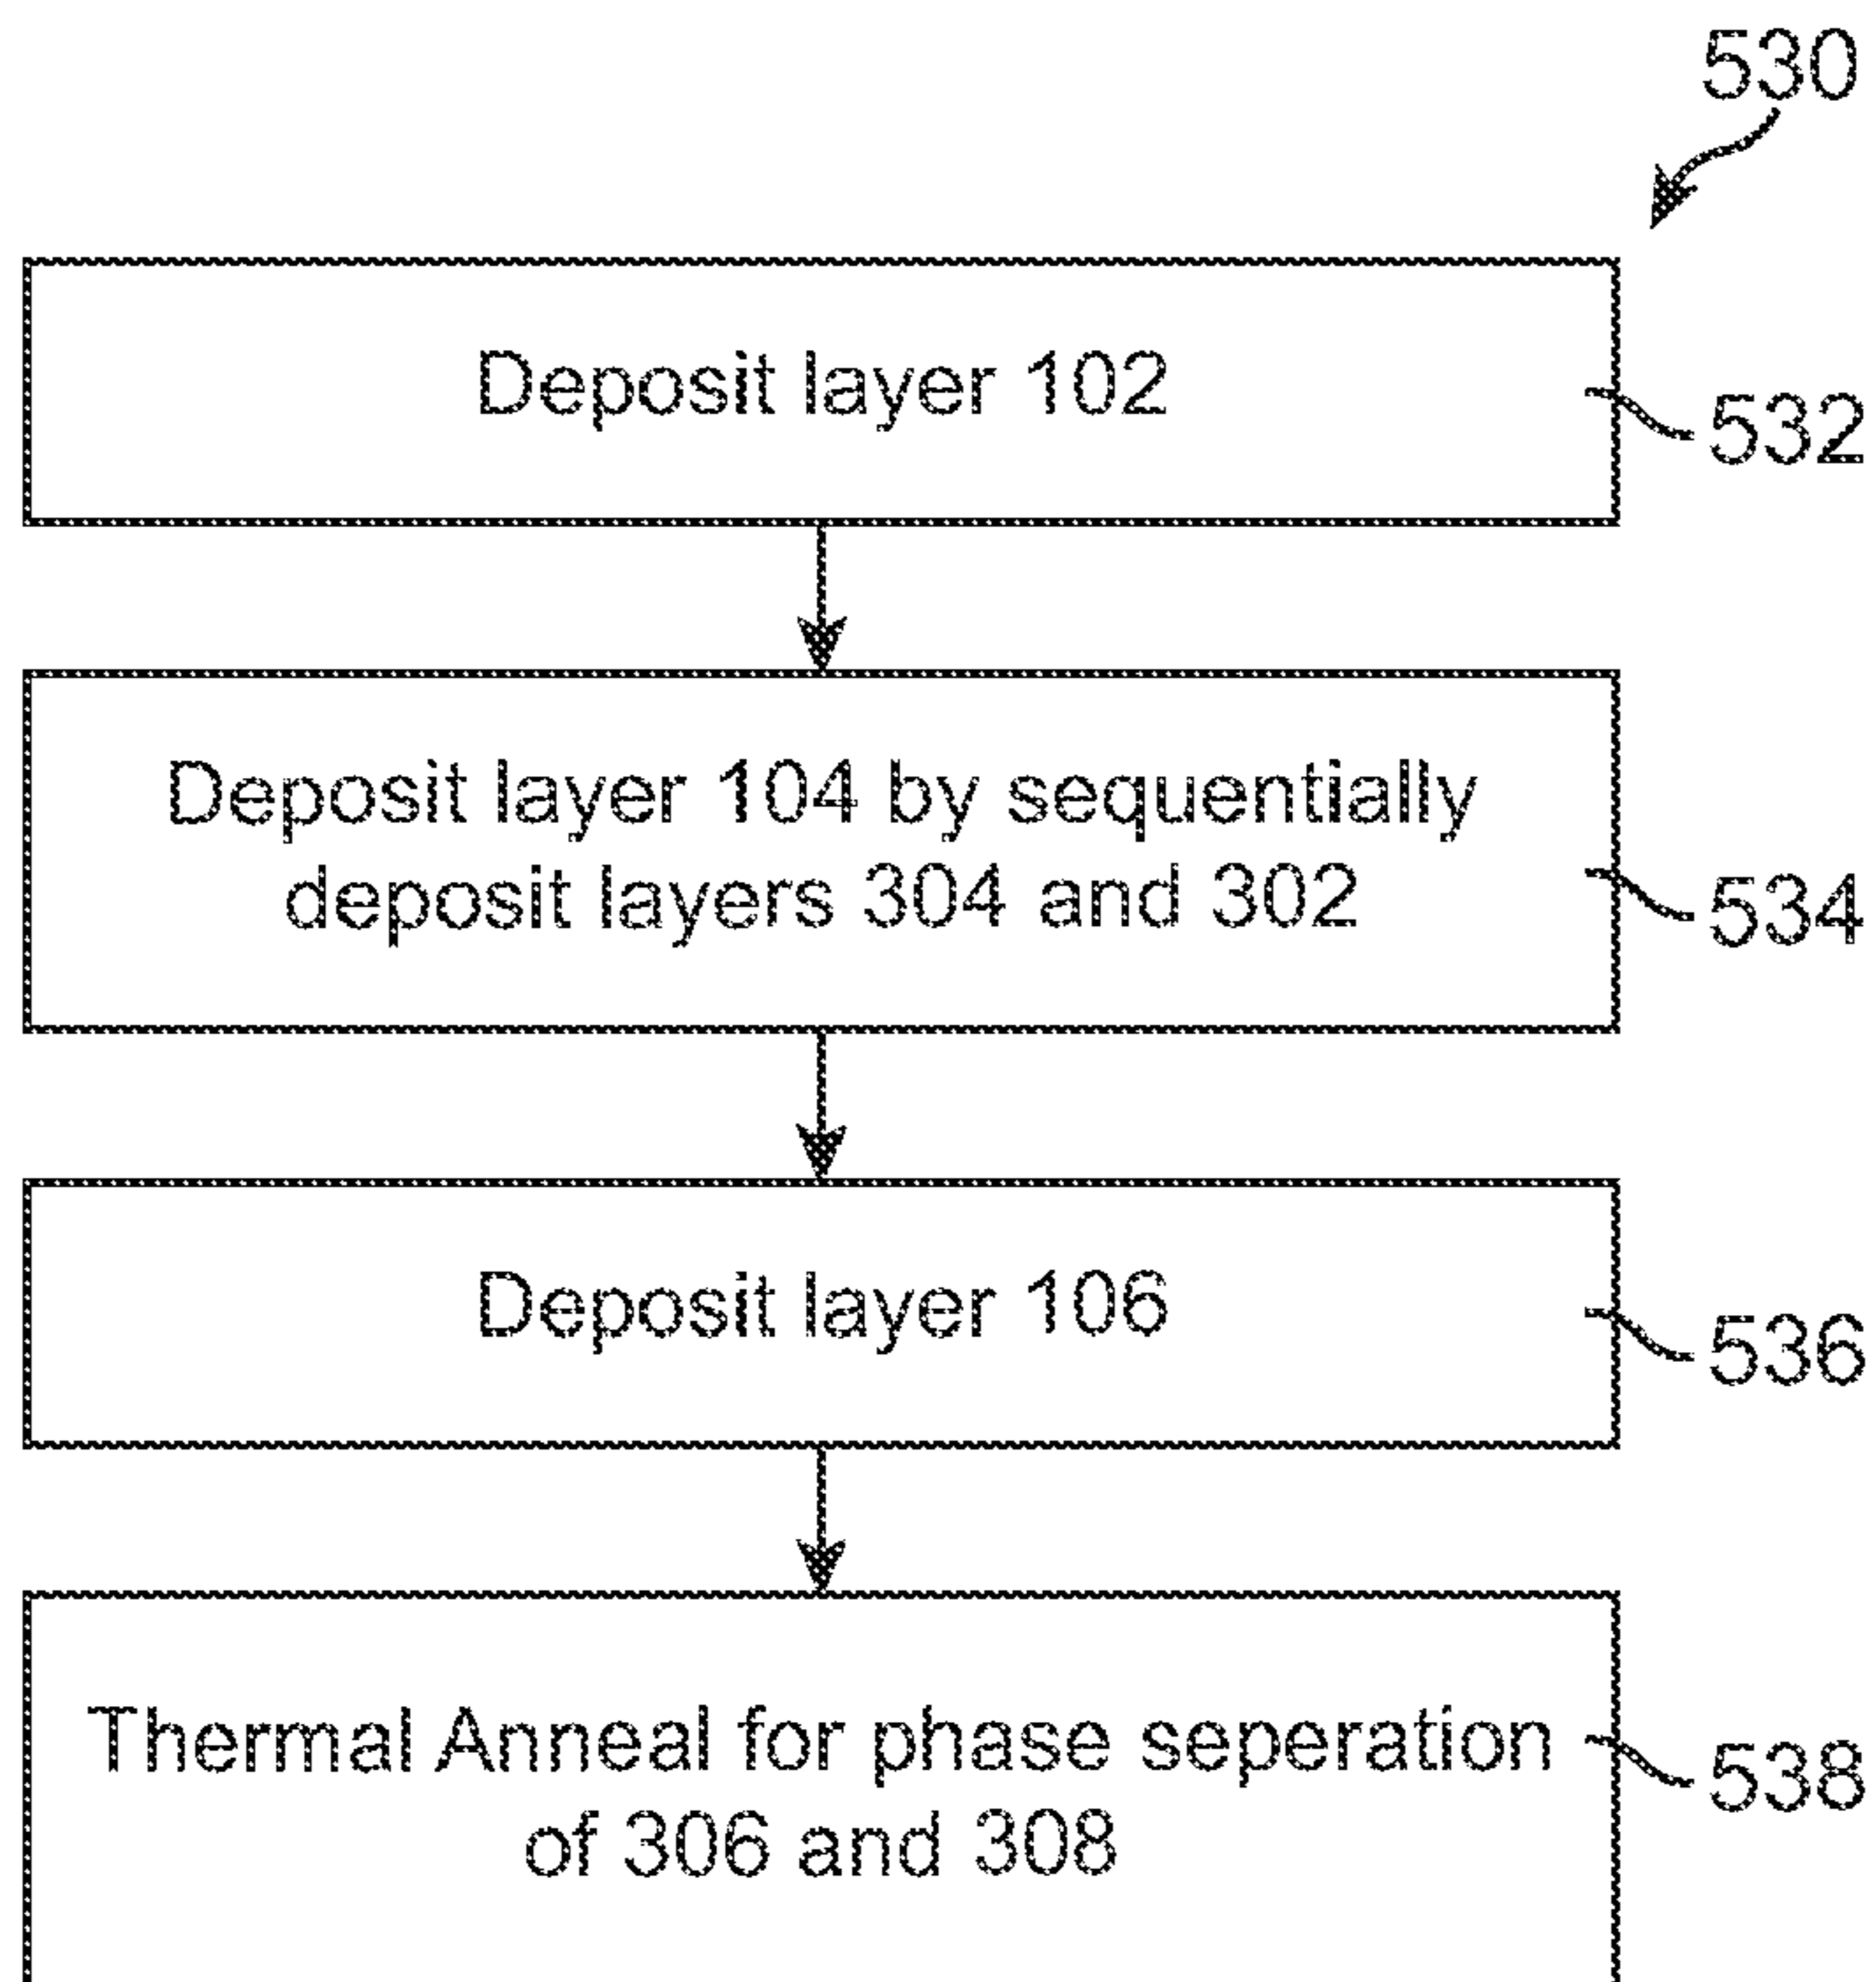 530
Deposit layer 102
532
Deposit layer 104 by sequentially
deposit layers 304 and 302
534
Deposit layer 106
536
Thermal Anneal for phase seperation
of 306 and 308
538